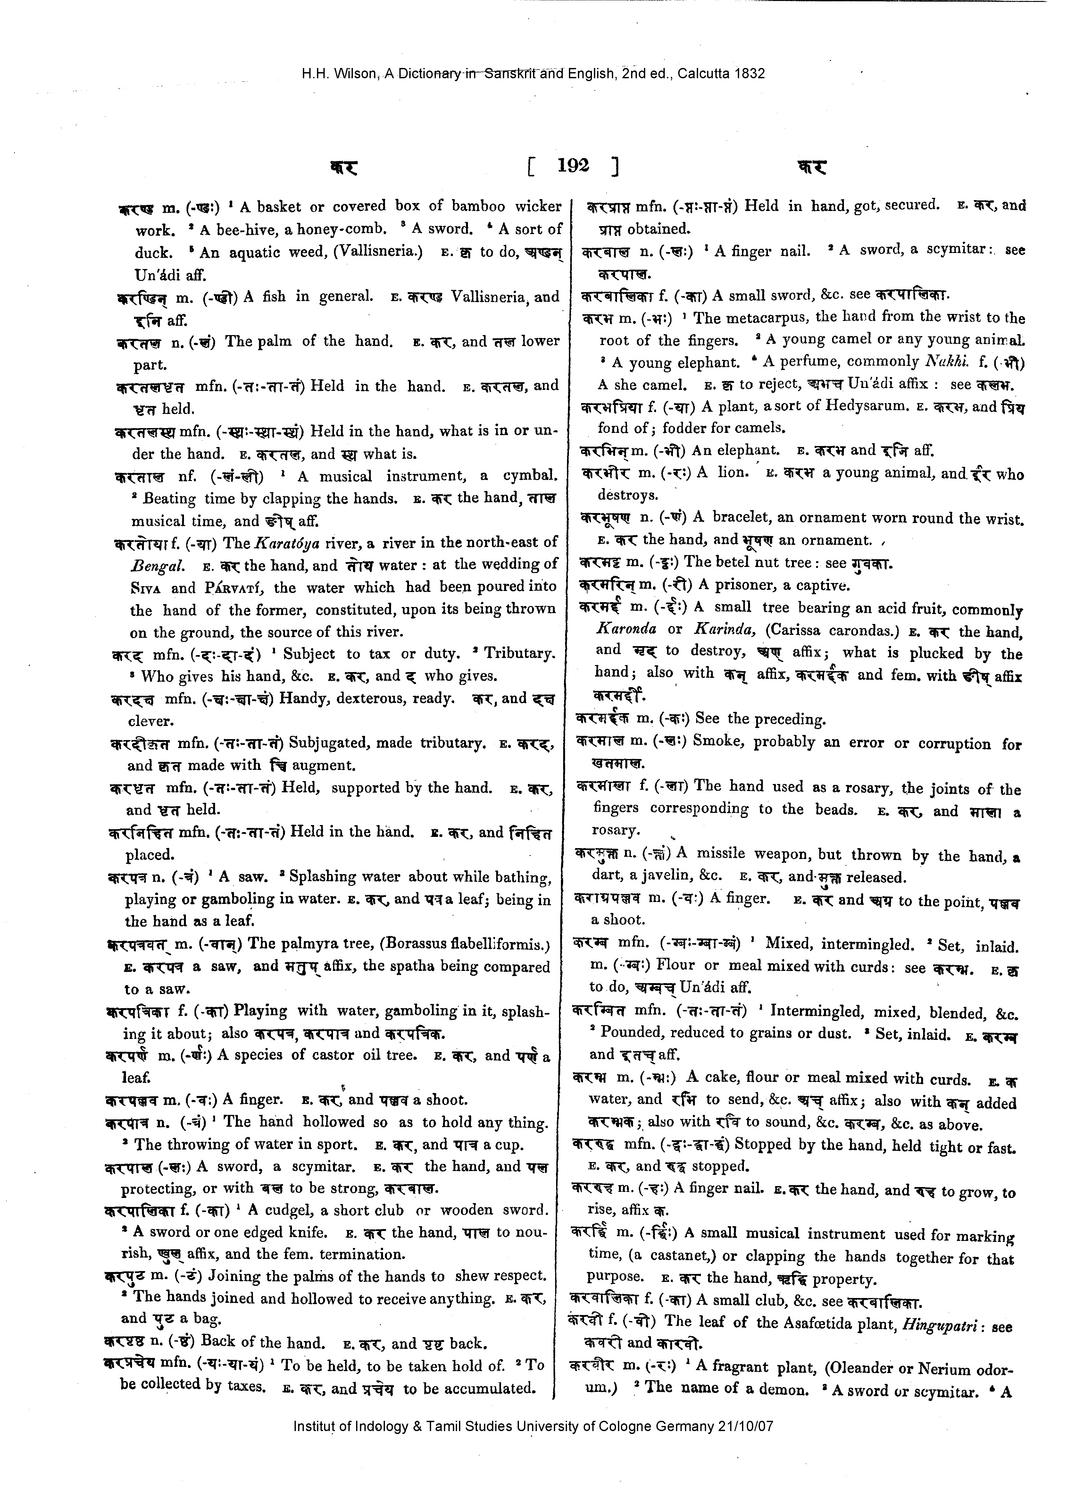 H.H. Wilson, A Dictionary in Sanskrit and English, 2nd ed., Calcutta 1832
कर [ 192 ] कर
करण्ड m. (-ण्डः) ¹ A basket or covered box of bamboo wicker
work. ² A bee-hive, a honey-comb. ³ A sword. ⁴ A sort of
duck. ⁵ An aquatic weed, (Vallisneria.) E. कृ to do, अण्डन्
Un'ádi aff.
करण्डिन् m. (-ण्डी) A fish in general. E. करण्ड Vallisneria, and
इनि aff.
करतल n. (-लं) The palm of the hand. E. कर, and तल lower
part.
करतलधृत mfn. (-तः-ता-तं) Held in the hand. E. करतल, and
धृत held.
करतलस्थ mfn. (-स्थः-स्था-स्थं) Held in the hand, what is in or un-
der the hand. E. करतल, and स्थ what is.
करताल nf. (-लं-ली) ¹ A musical instrument, a cymbal.
² Beating time by clapping the hands. E. कर the hand, ताल
musical time, and ङीष् aff.
करतोया f. (-या) The Karatóya river, a river in the north-east of
Bengal. E. कर the hand, and तोय water : at the wedding of
SIVA and PÁRVATÍ, the water which had been poured into
the hand of the former, constituted, upon its being thrown
on the ground, the source of this river.
करद mfn. (-दः-दा-दं) ¹ Subject to tax or duty. ² Tributary.
³ Who gives his hand, &c. E. कर, and द who gives.
करदक्ष mfn. (-क्षः-क्षा-क्षं) Handy, dexterous, ready. कर, and दक्ष
clever.
करदीकृत mfn. (-तः-ता-तं) Subjugated, made tributary. E. करद,
and कृत made with च्वि augment.
करधृत mfn. (-तः-ता-तं) Held, supported by the hand. E. कर,
and धृत held.
करनिहित mfn. (-तः-ता-तं) Held in the hand. E. कर, and निहित
placed.
करपत्र n. (-त्रं) ¹ A saw. ² Splashing water about while bathing,
playing or gamboling in water. E. कर, and पत्र a leaf; being in
the hand as a leaf.
करपत्रवत् m. (-वान्) The palmyra tree, (Borassus flabelliformis.)
E. करपत्र a saw, and मतुप् affix, the spatha being compared
to a saw.
करपत्रिका f. (-का) Playing with water, gamboling in it, splash-
ing it about; also करपत्र, करपात्र and करपत्रिक.
करपर्ण m. (-र्णः) A species of castor oil tree. E. कर, and पर्ण a
leaf.
करपल्लव m. (-वः) A finger. E. कर, and पल्लव a shoot.
करपात्र n. (-त्रं) ¹ The hand hollowed so as to hold any thing.
² The throwing of water in sport. E. कर, and पात्र a cup.
करपाल (-लः) A sword, a scymitar. E. कर the hand, and पल
protecting, or with बल to be strong, करबाल.
करपालिका f. (-का) ¹ A cudgel, a short club or wooden sword.
² A sword or one edged knife. E. कर the hand, पाल to nou-
rish, ण्वुल् affix, and the fem. termination.
करपुट m. (-टं) Joining the palms of the hands to shew respect.
² The hands joined and hollowed to receive anything. E. कर,
and पुट a bag.
करपृष्ठ n. (-ष्ठं) Back of the hand. E. कर, and पृष्ठ back.
करप्रचेय mfn. (-यः-या-यं) ¹ To be held, to be taken hold of. ² To
be collected by taxes. E. कर, and प्रचेय to be accumulated.
करप्राप्त mfn. (-प्तः-प्ता-प्तं) Held in hand, got, secured. E. कर, and
प्राप्त obtained.
करबाल n. (-लः) ¹ A finger nail. ² A sword, a scymitar: see
करपाल.
करबालिका f. (-का) A small sword, &c. see करपालिका.
करभ m. (-भः) ¹ The metacarpus, the hand from the wrist to the
root of the fingers. ² A young camel or any young animal.
³ A young elephant. ⁴ A perfume, commonly Nakhi. f. (-भी)
A she camel. E. कृ to reject, अभच् Un'ádi affix : see कलभ.
करभप्रिया f. (-या) A plant, a sort of Hedysarum. E. करभ, and प्रिय
fond of; fodder for camels.
करभिन् m. (-भी) An elephant. E. करभ and इनि aff.
करभीर m. (-रः) A lion. E. करभ a young animal, and ईर who
destroys.
करभूषण n. (-णं) A bracelet, an ornament worn round the wrist.
E. कर the hand, and भूषण an ornament.
करमट्ट m. (-ट्टः) The betel nut tree : see गुवका.
करमरिन् m. (-री) A prisoner, a captive.
करमर्द m. (-र्दः) A small tree bearing an acid fruit, commonly
Karonda or Karinda, (Carissa carondas.) E. कर the hand,
and मृद to destroy, अण् affix; what is plucked by the
hand; also with कन् affix, करमर्दक and fem. with ङीष् affix
करमर्दी.
करमर्दक m. (-कः) See the preceding.
करमाल m. (-लः) Smoke, probably an error or corruption for
खतमाल.
करमाला f. (-ला) The hand used as a rosary, the joints of the
fingers corresponding to the beads. E. कर, and माला a
rosary.
करमुक्त n. (-क्तं) A missile weapon, but thrown by the hand, a
dart, a javelin, &c. E. कर, and मुक्त released.
कराग्रपल्लव m. (-वः) A finger. E. कर and अग्र to the point, पल्लव
a shoot.
करम्ब mfn. (-म्बः-म्बा-म्बं) ¹ Mixed, intermingled. ² Set, inlaid.
m. (-म्बः) Flour or meal mixed with curds : see करम्भ. E. कृ
to do, अम्बच् Un'ádi aff.
करम्बित mfn. (-तः-ता-तं) ¹ Intermingled, mixed, blended, &c.
² Pounded, reduced to grains or dust. ³ Set, inlaid. E. करम्ब
and इतच् aff.
करम्भ m. (-म्भः) A cake, flour or meal mixed with curds. E. क
water, and रभि to send, &c. अच् affix; also with कन् added
करम्भक; also with रबि to sound, &c. करम्ब, &c. as above.
कररुद्ध mfn. (-द्धः-द्धा-द्धं) Stopped by the hand, held tight or fast.
E. कर, and रुद्ध stopped.
कररुह m. (-हः) A finger nail. E. कर the hand, and रुह to grow, to
rise, affix क.
करर्द्धि m. (-र्द्धिः) A small musical instrument used for marking
time, (a castanet,) or clapping the hands together for that
purpose. E. कर the hand, ऋद्धि property.
करवालिका f. (-का) A small club, &c. see करबालिका.
करवी f. (-वी) The leaf of the Asafœtida plant, Hingupatri : see
कवरी and कारवी.
करवीर m. (-रः) ¹ A fragrant plant, (Oleander or Nerium odor-
um.) ² The name of a demon. ³ A sword or scymitar. ⁴ A
Institut of Indology & Tamil Studies University of Cologne Germany 21/10/07